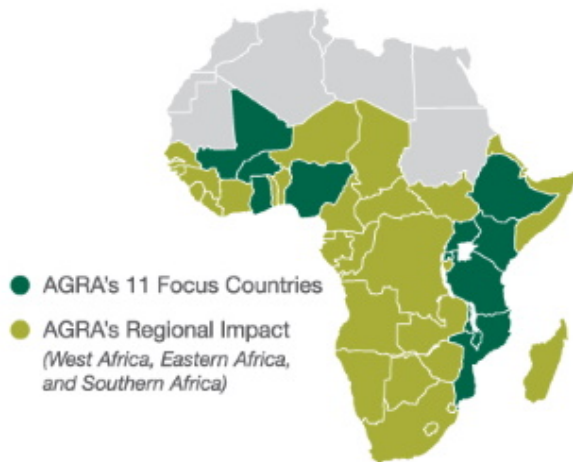 AGRA's 11 Focus Countries
AGRA's Regional Impact
(West Africa, Eastern Africa,
and Southern Africa)